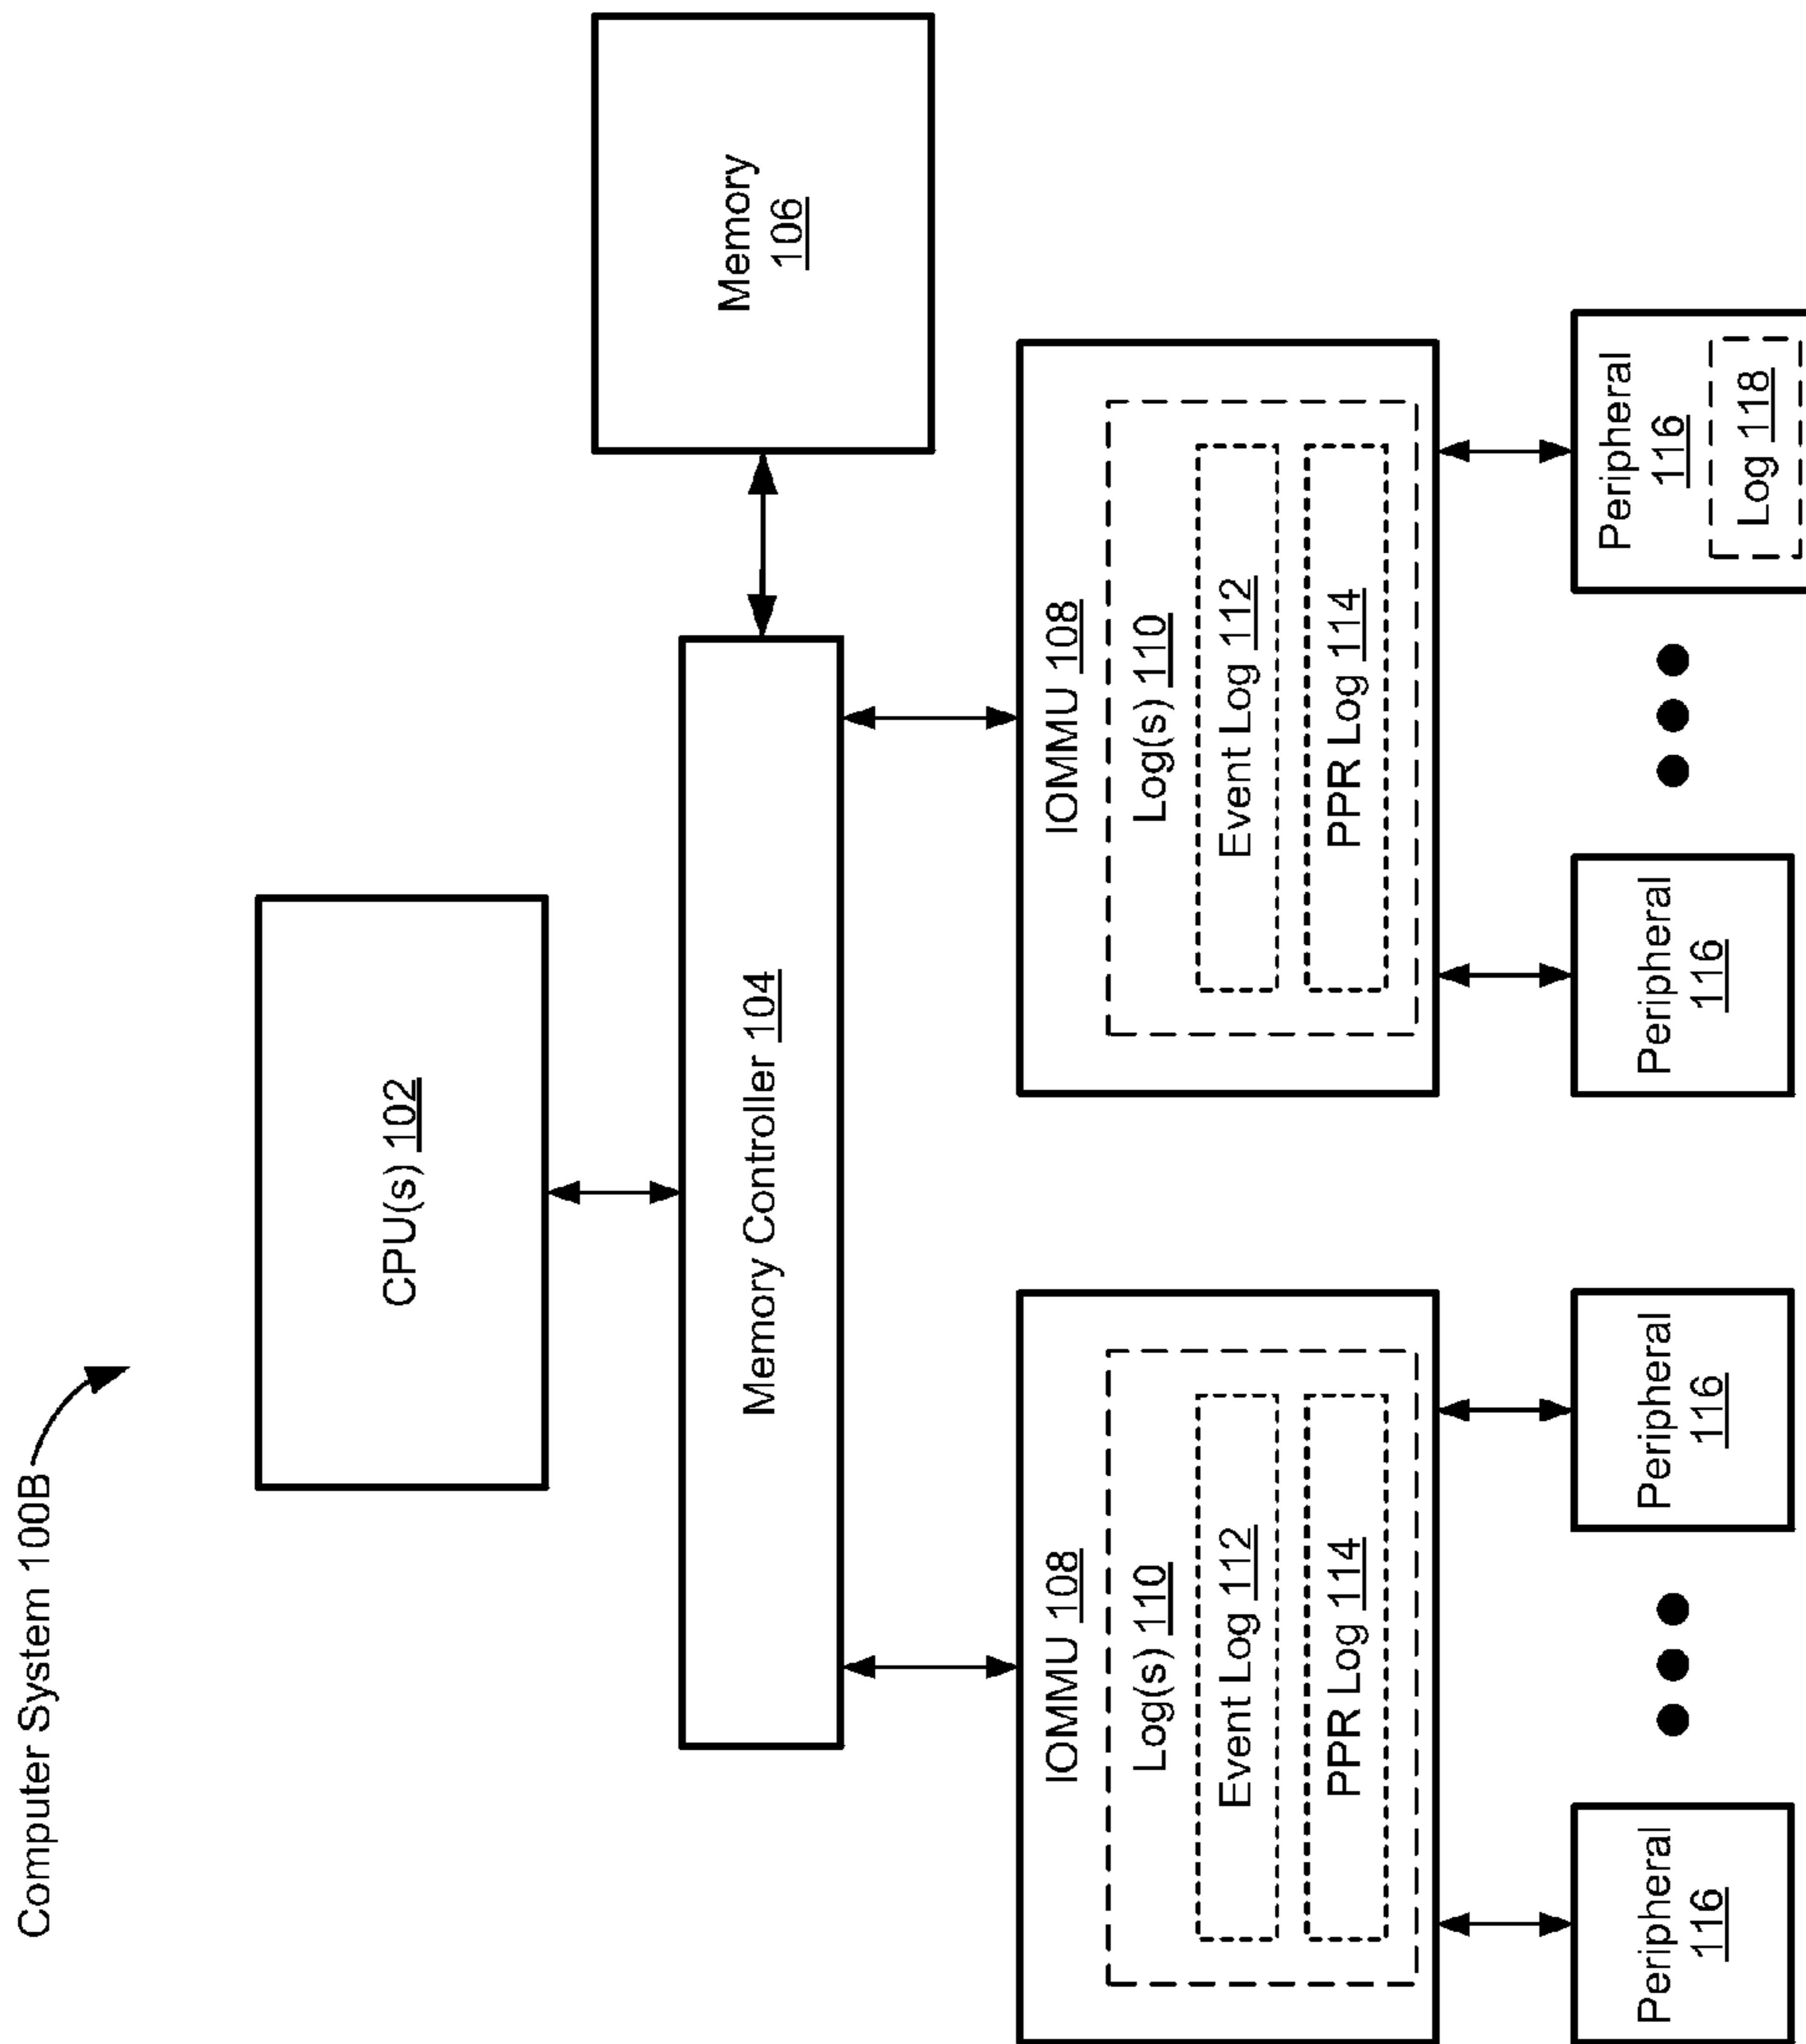 Computer System 100B
CPU(s) 102
Memory
106
Memory Controller 104
IOMMU 108
Log(s) 110
Event Log 112
PPR Log 114
IOMMU 108
Log(s) 110
Event Log 112
PPR Log 114
Peripheral
116
Peripheral
116
Peripheral
116
Peripheral
116
Log 118